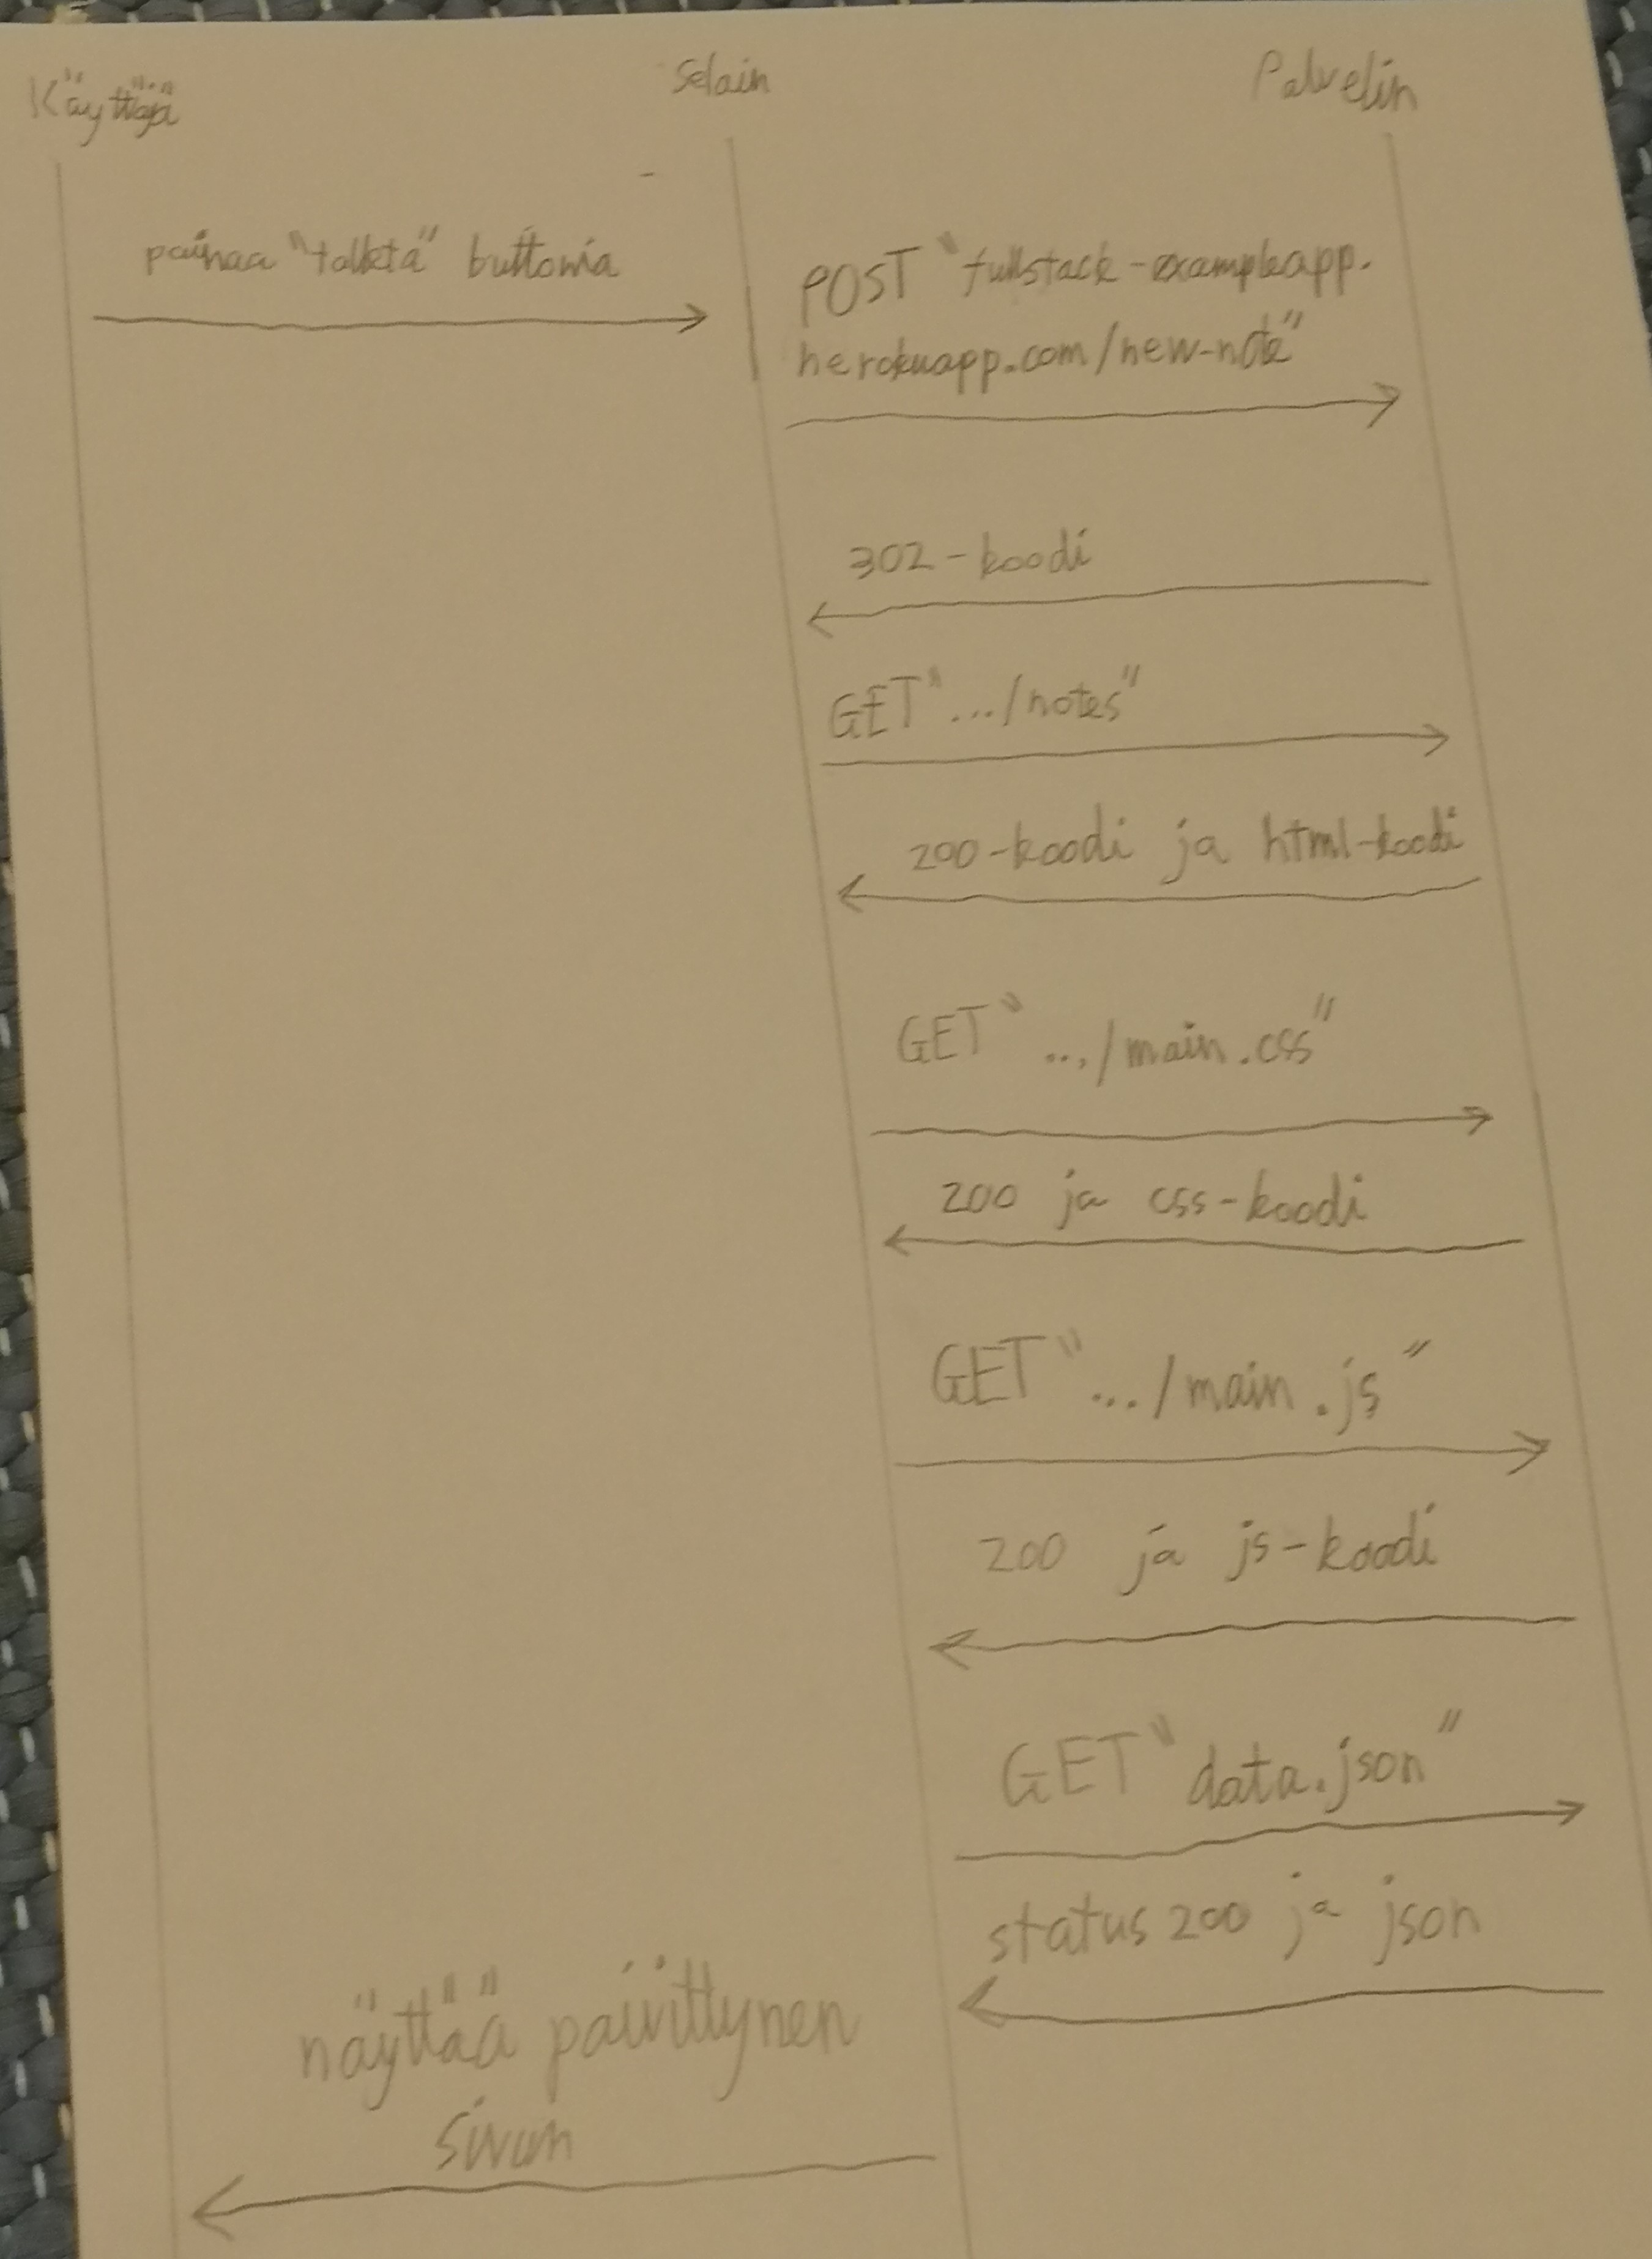 Käyttäjä
selain
Palvelin
painaa "talleta" buttonia
POST "fullstack-exampleapp.
herokuapp.com/new-note"
302-koodi
GET ".../notes"
200-koodi ja html-koodi
GET ".../main.css"
200 ja css-koodi
GET ".../main.js"
200 ja js-koodi
GET "data.json"
status 200 ja json
näyttää päivittynen
sivun